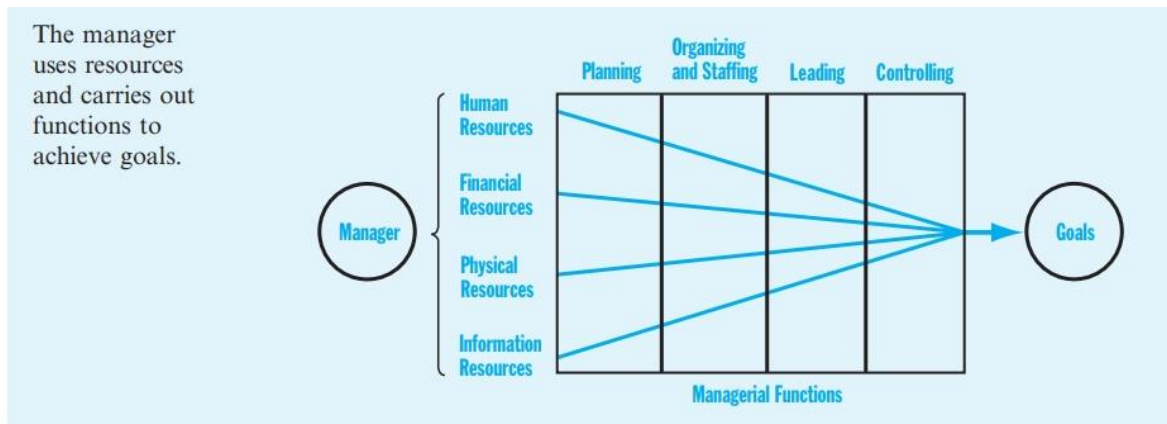 The manager
uses resources
and carries out
functions to
achieve goals.
Planning
Organizing
and Staffing
Leading
Controlling
Human
Resources
Financial
Resources
Manager
Physical
Resources
Information
Resources
Goals
Managerial Functions